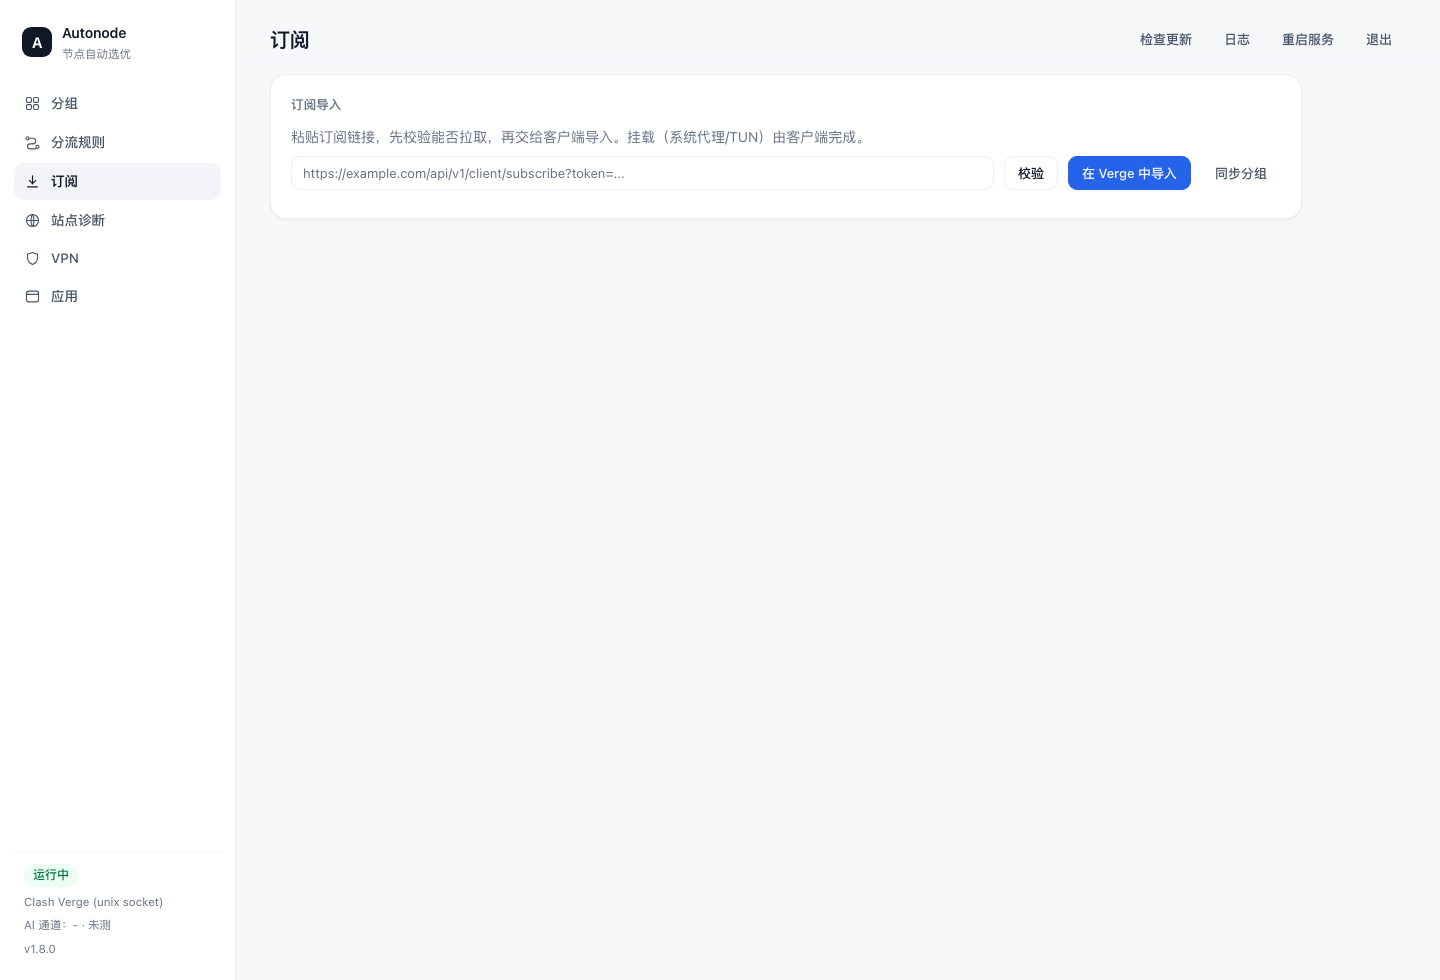 A
Autonode
节点自动选优
分组
分流规则
订阅
站点诊断
VPN
应用
运行中
Clash Verge (unix socket)
AI 通道：- · 未测
v1.8.0
订阅
检查更新
日志
重启服务
退出
订阅导入
粘贴订阅链接，先校验能否拉取，再交给客户端导入。挂载（系统代理/TUN）由客户端完成。
https://example.com/api/v1/client/subscribe?token=...
校验
在 Verge 中导入
同步分组